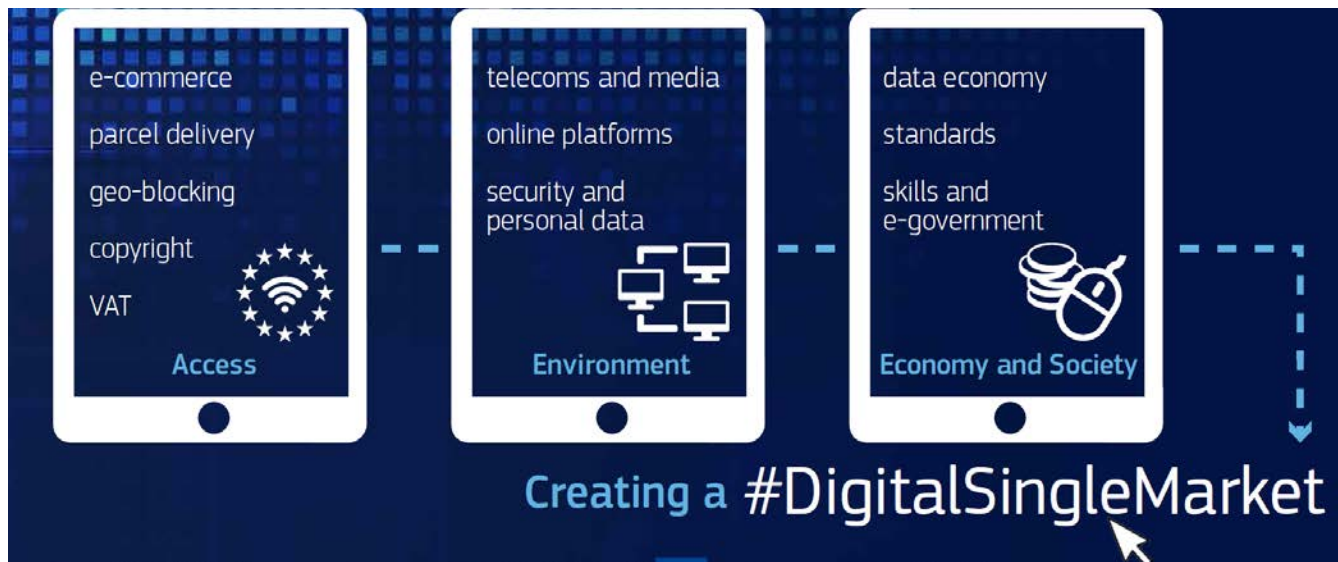 e-commerce
parcel delivery
geo-blocking
copyright
VAT
Access
telecoms and media
online platforms
security and
personal data
Environment
data economy
standards
skills and
e-government
Economy and Society
Creating a #DigitalSingleMarket